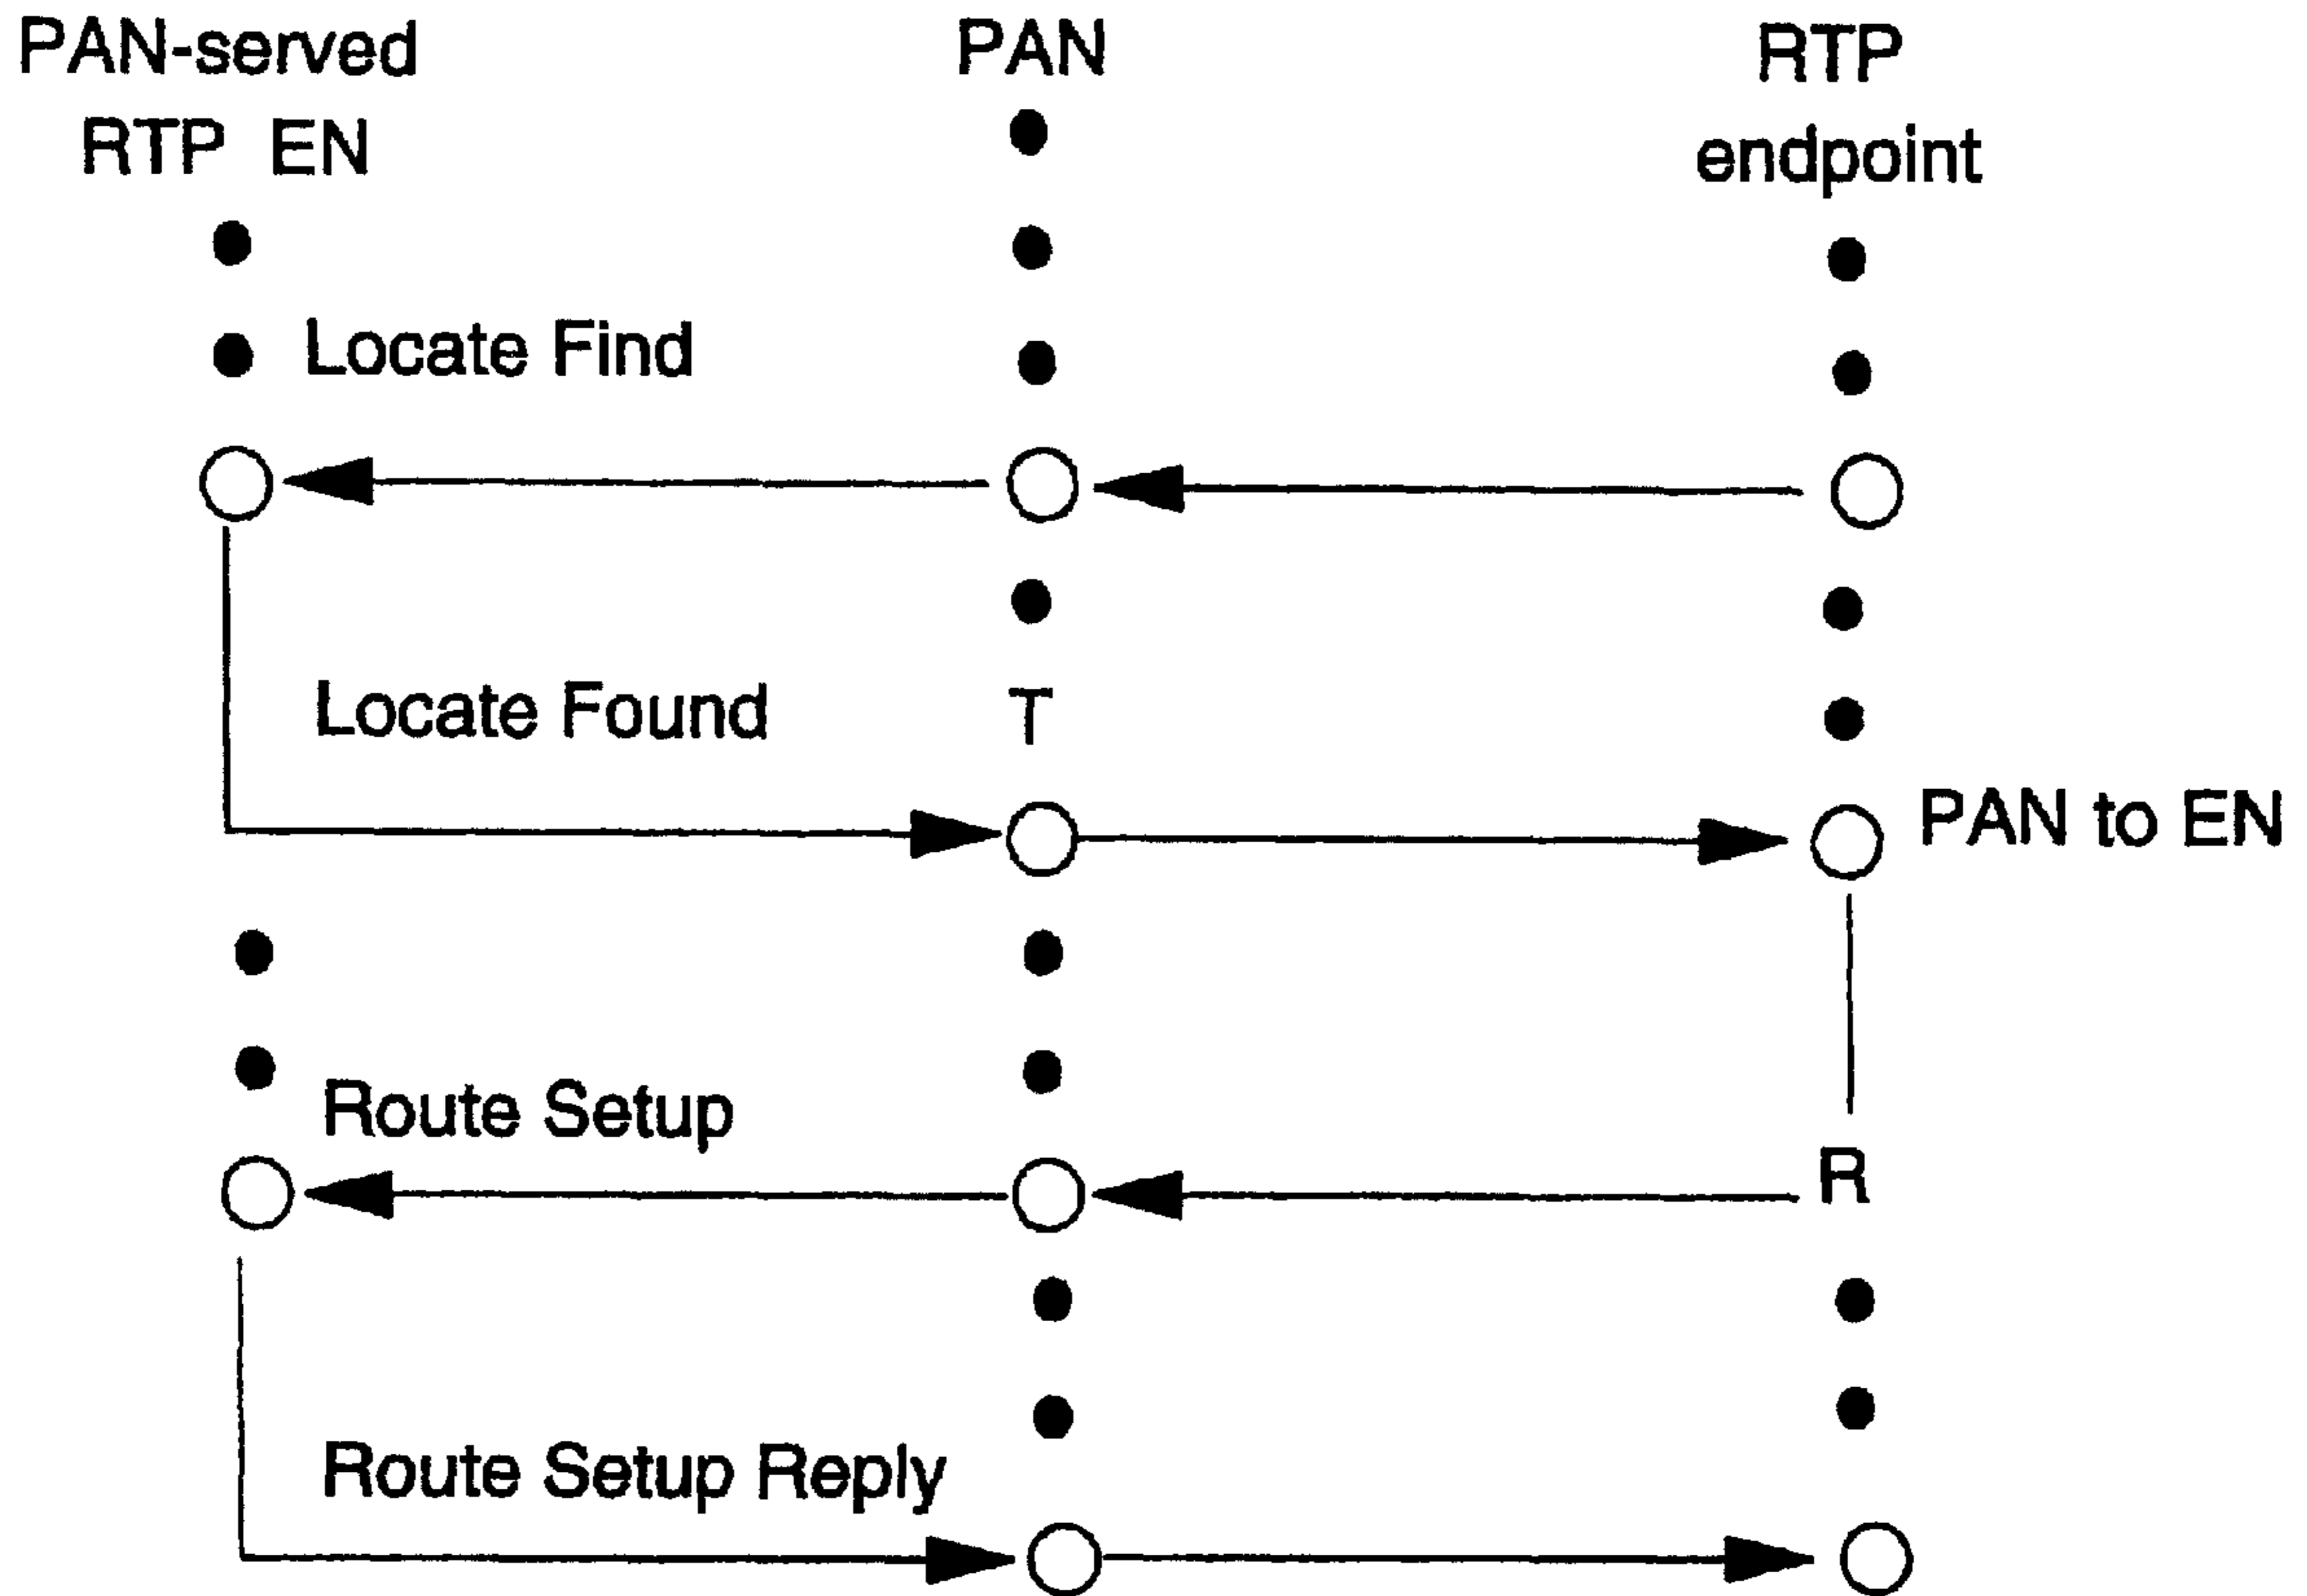 PAN-served
RTP EN
PAN
RTP
endpoint
Locate Find
Locate Found
T
PAN to EN
Route Setup
R
Route Setup Reply